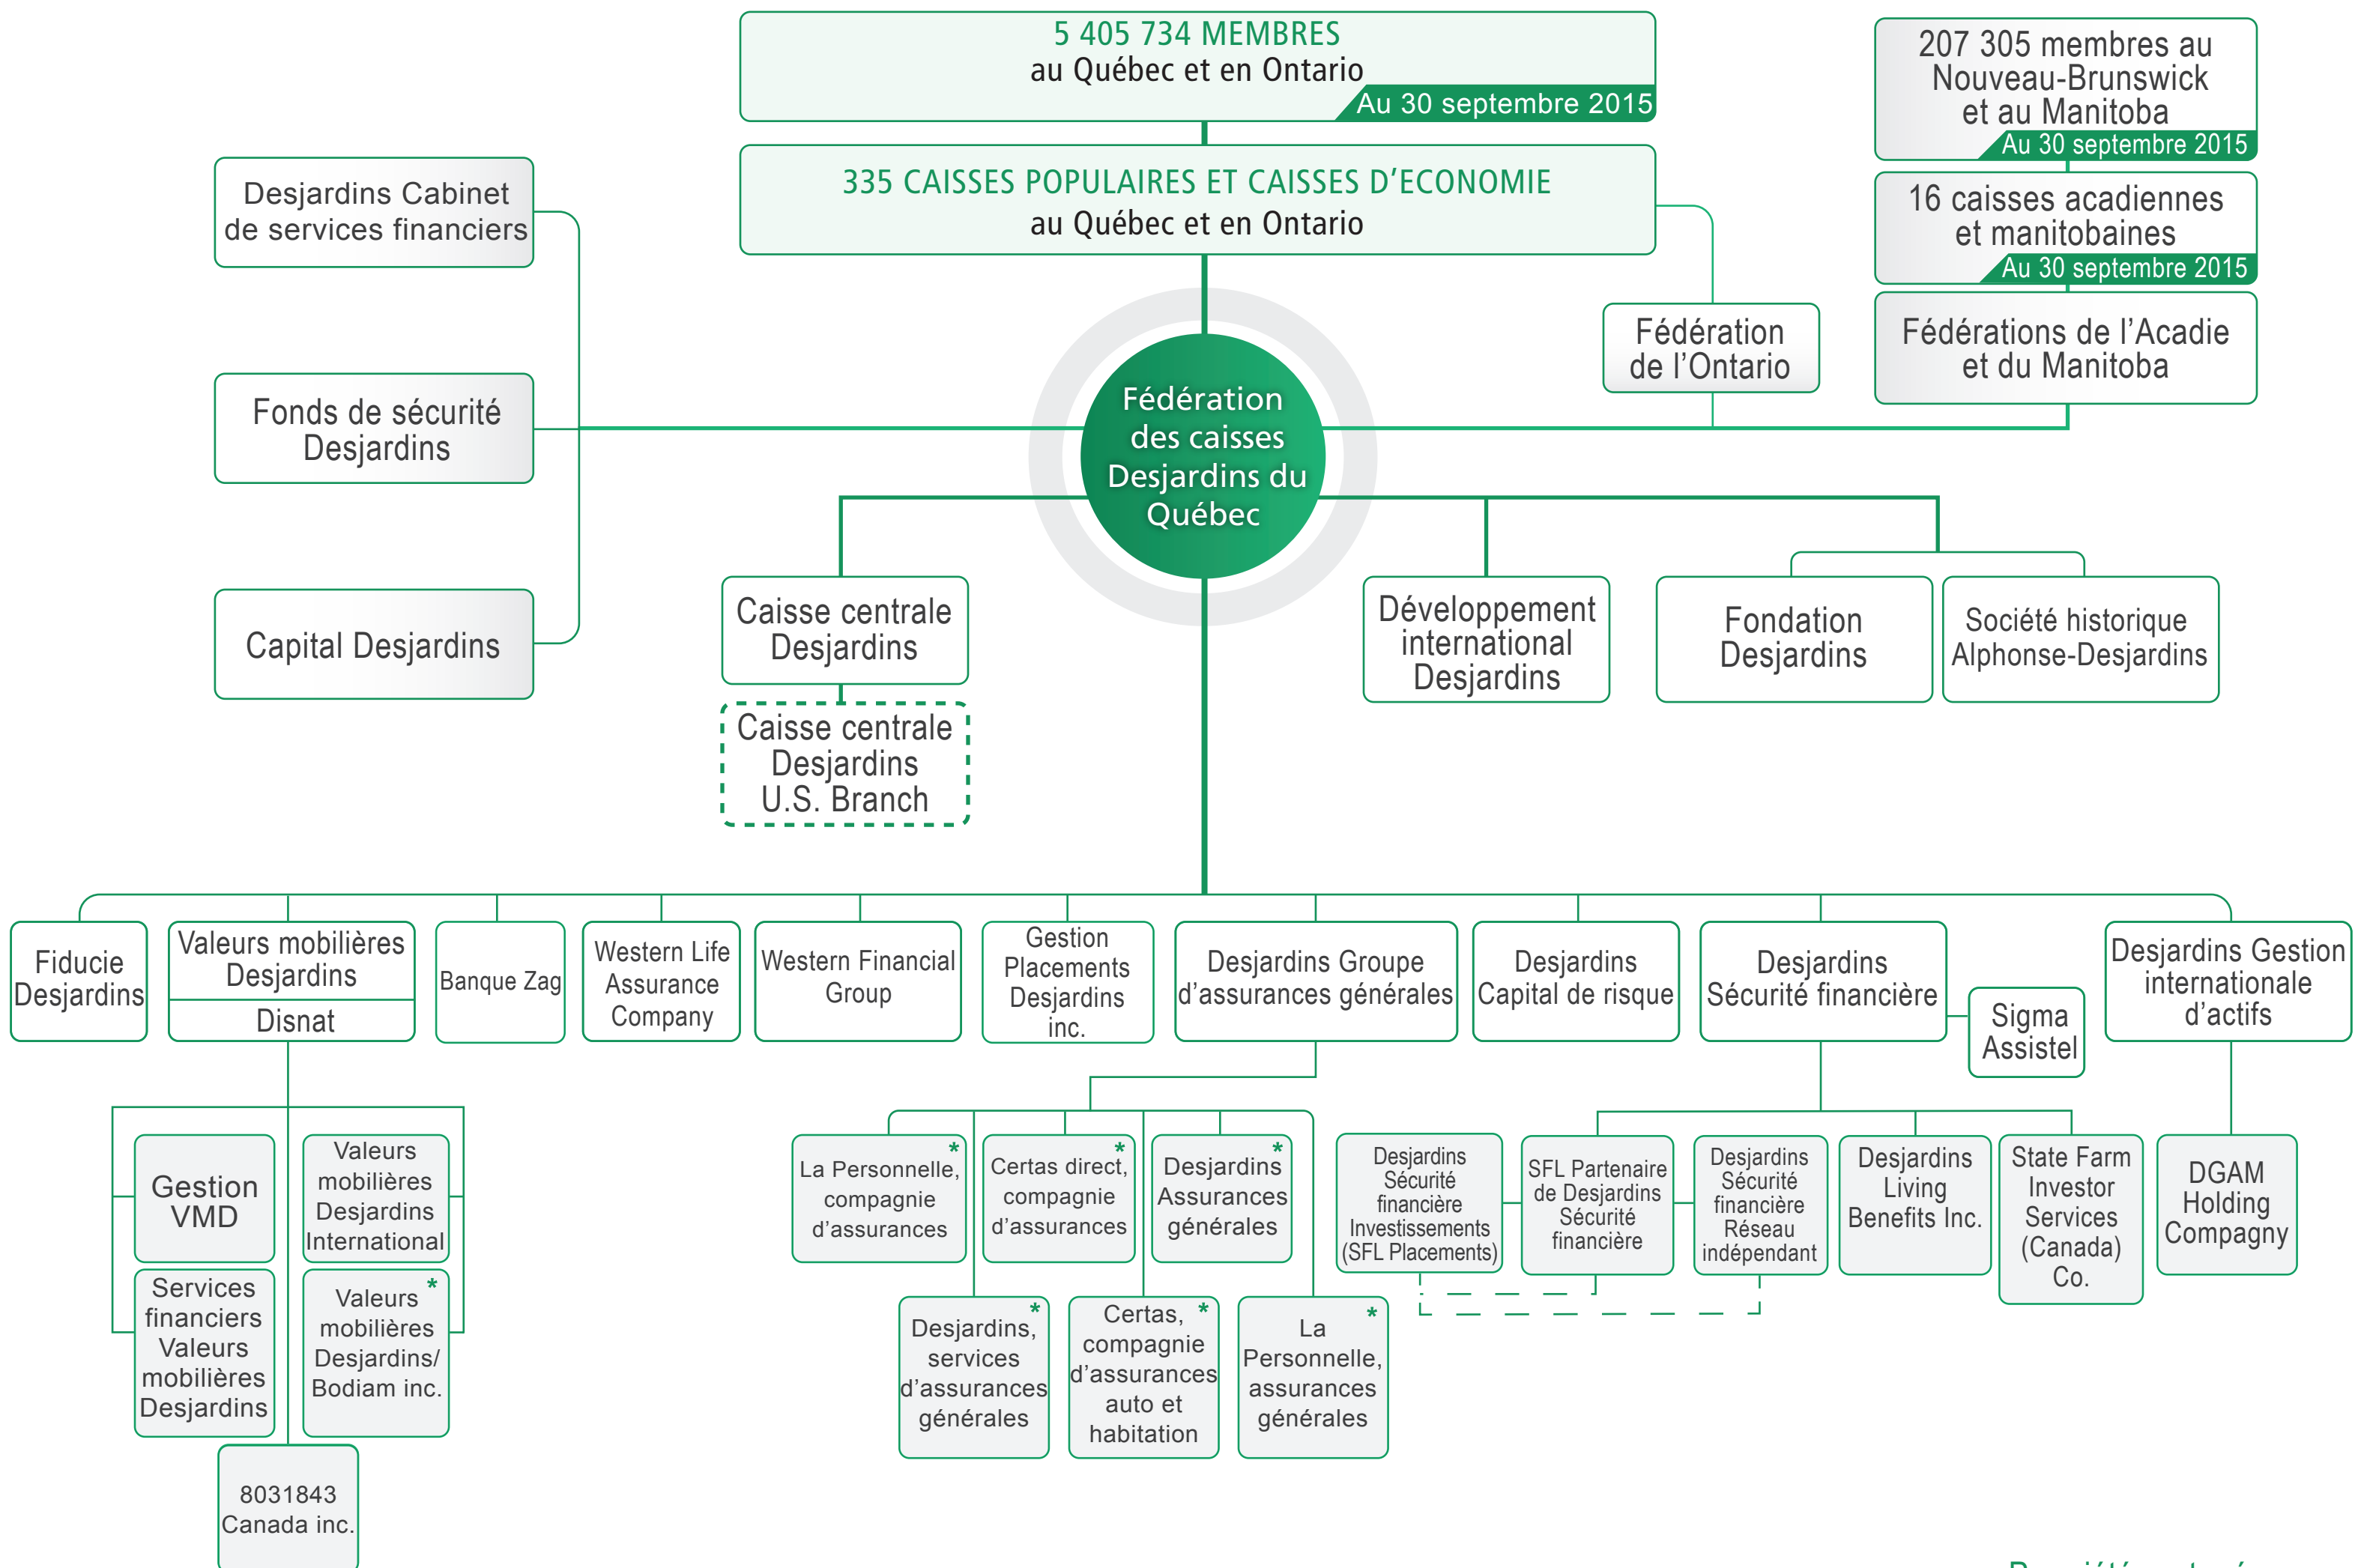 5 405 734 MEMBRES
au Québec et en Ontario
Au 30 septembre 2015
207 305 membres au
Nouveau-Brunswick
et au Manitoba
Au 30 septembre 2015
335 CAISSES POPULAIRES ET CAISSES D'ECONOMIE
au Québec et en Ontario
16 caisses acadiennes
et manitobaines
Au 30 septembre 2015
Desjardins Cabinet
de services financiers
Fédération
de l'Ontario
Fédérations de l'Acadie
et du Manitoba
Fonds de sécurité
Desjardins
Fédération
des caisses
Desjardins du
Québec
Capital Desjardins
Caisse centrale
Desjardins
Caisse centrale
Desjardins
U.S. Branch
Développement
international
Desjardins
Fondation
Desjardins
Société historique
Alphonse-Desjardins
Fiducie
Desjardins
Valeurs mobilières
Desjardins
Disnat
Banque Zag
Western Life
Assurance
Company
Western Financial
Group
Gestion
Placements
Desjardins
inc.
Desjardins Groupe
d'assurances générales
Desjardins
Capital de risque
Desjardins
Sécurité financière
Sigma
Assistel
Desjardins Gestion
internationale
d'actifs
Gestion
VMD
Valeurs
mobilières
Desjardins
International
Services
financiers
Valeurs
mobilières
Desjardins
*
Valeurs
mobilières
Desjardins/
Bodiam inc.
8031843
Canada inc.
*
La Personnelle,
compagnie
d'assurances
*
Certas direct,
compagnie
d'assurances
*
Desjardins
Assurances
générales
*
Desjardins,
services
d'assurances
générales
*
Certas,
compagnie
d'assurances
auto et
habitation
*
La
Personnelle,
assurances
générales
Desjardins
Sécurité
financière
Investissements
(SFL Placements)
SFL Partenaire
de Desjardins
Sécurité
financière
Desjardins
Sécurité
financière
Réseau
indépendant
Desjardins
Living
Benefits Inc.
State Farm
Investor
Services
(Canada)
Co.
DGAM
Holding
Compagny